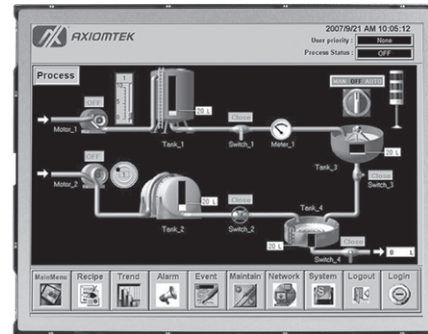 AXIOMTEK
2007/9/21 AM 10:05:12
User priority : None
Process Status : OFF
Process
MAN OFF AUTO
OFF
Motor_1
20 L
Tank_1
Close
Switch_1
Meter_1
Tank_3
20 L
OFF
Motor_2
Close
Switch_3
20 L
Tank_2
Close
Switch_2
Tank_4
20 L
Close
Switch_4
0 L
MainMenu Recipe Trend Alarm Event Maintain Network System Logout Login